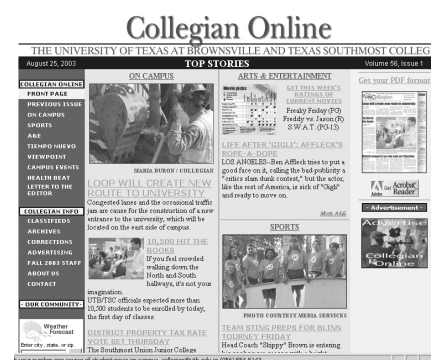 Collegian Online
THE UNIVERSITY OF TEXAS AT BROWNSVILLE AND TEXAS SOUTHMOST COLLEG
August 25, 2003
TOP STORIES
Volume 56, Issue 1
COLLEGIAN ONLINE
FRONT PAGE
PREVIOUS ISSUE
ON CAMPUS
SPORTS
A&E
TIEMPO NUEVO
VIEWPOINT
CAMPUS EVENTS
HEALTH BEAT
LETTER TO THE
EDITOR
COLLEGIAN INFO
CLASSIFIEDS
ARCHIVES
CORRECTIONS
ADVERTISING
FALL 2003 STAFF
ABOUT US
CONTACT
- OUR COMMUNITY -
Weather
Forecast
Enter city, state, or zip.
ON CAMPUS
MARIA BURON / COLLEGIAN
LOOP WILL CREATE NEW
ROUTE TO UNIVERSITY
Congested lanes and the occasional traffic
jam are cause for the construction of a new
entrance to the university, which will be
located on the east side of campus.
10,500 HIT THE
BOOKS
If you feel crowded
walking down the
North and South
hallways, it's not your
imagination.
UTB/TSC officials expected more than
10,500 students to be enrolled by today,
the first day of classes.
DISTRICT PROPERTY TAX RATE
VOTE SET THURSDAY
The Southmost Union Junior College
ARTS & ENTERTAINMENT
Movie picks
GET THIS WEEK'S
RATINGS OF
CURRENT MOVIES
Freaky Friday (PG)
Freddy vs. Jason (R)
S.W.A.T. (PG-13)
LIFE AFTER 'GIGLI': AFFLECK'S
ROPE-A-DOPE
LOS ANGELES--Ben Affleck tries to put a
good face on it, calling the bad publicity a
"critics slam dunk contest," but the actor,
like the rest of America, is sick of "Gigli"
and ready to move on.
More A&E
SPORTS
PHOTO COURTESY MEDIA SERVICES
TEAM STING PREPS FOR BLINN
TOURNEY FRIDAY
Head Coach "Sloppy" Brown is entering
Get your PDF format
Get Acrobat
Reader
- Advertisement -
Advertise
Collegian
Online